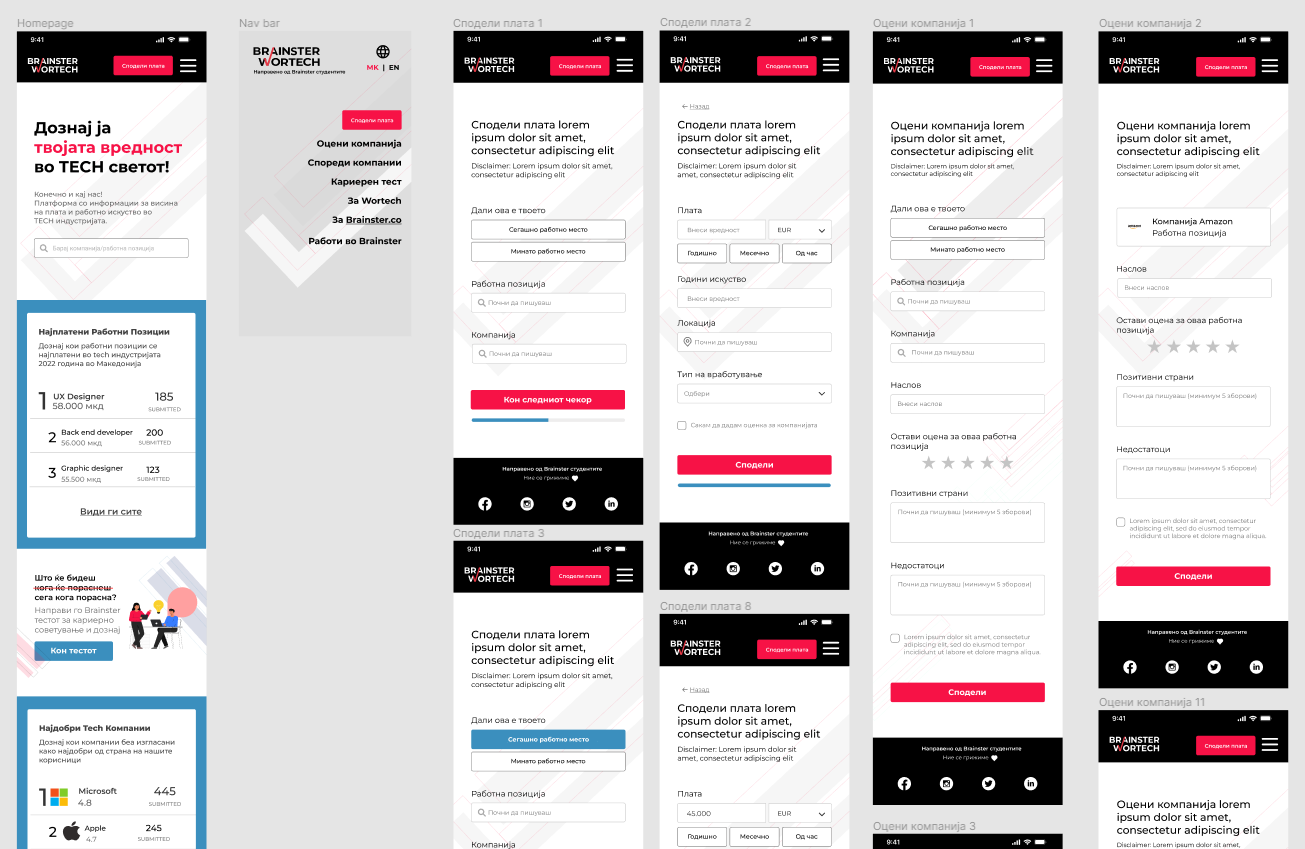 Homepage
9:41
BRAINSTER
WORTECH
Сподели плата
Дознај ја
твојата вредност
во TECH светот!
Конечно и кај нас!
Платформа со информации за висина
на плата и работно искуство во
TECH индустријата.
Барај компанија/работна позиција
Најплатени Работни Позиции
Дознај кои работни позиции се
најплатени во tech индустријата
2022 година во Македонија
1 UX Designer 185
58.000 мкд SUBMITTED
2 Back end developer 200
56.000 мкд SUBMITTED
3 Graphic designer 123
55.500 мкд SUBMITTED
Види ги сите
Што ќе бидеш
кога ќе пораснеш
сега кога порасна?
Направи го Brainster
тестот за кариерно
советување и дознај
Кон тестот
Најдобри Tech Компании
Дознај кои компании беа изгласани
како најдобри од страна на нашите
корисници
1 Microsoft 445
4.8 SUBMITTED
2 Apple 245
4.7 SUBMITTED
Nav bar
BRAINSTER
WORTECH
Направено од Brainster студентите
MK | EN
Сподели плата
Оцени компанија
Спореди компании
Кариерен тест
За Wortech
За Brainster.co
Работи во Brainster
Сподели плата 1
9:41
BRAINSTER
WORTECH
Сподели плата
Сподели плата lorem
ipsum dolor sit amet,
consectetur adipiscing elit
Disclaimer: Lorem ipsum dolor sit amet,
consectetur adipiscing elit
Дали ова е твоето
Сегашно работно место
Минато работно место
Работна позиција
Почни да пишуваш
Компанија
Почни да пишуваш
Кон следниот чекор
Направено од Brainster студентите
Ние се грижиме
Сподели плата 3
9:41
BRAINSTER
WORTECH
Сподели плата
Сподели плата lorem
ipsum dolor sit amet,
consectetur adipiscing elit
Disclaimer: Lorem ipsum dolor sit amet,
consectetur adipiscing elit
Дали ова е твоето
Сегашно работно место
Минато работно место
Работна позиција
Почни да пишуваш
Компанија
Сподели плата 2
9:41
BRAINSTER
WORTECH
Сподели плата
Назад
Сподели плата lorem
ipsum dolor sit amet,
consectetur adipiscing elit
Disclaimer: Lorem ipsum dolor sit amet,
consectetur adipiscing elit
Плата
Внеси вредност EUR
Годишно Месечно Од час
Години искуство
Внеси вредност
Локација
Почни да пишуваш
Тип на вработување
Одбери
Сакам да дадам оценка за компанијата
Сподели
Направено од Brainster студентите
Ние се грижиме
Сподели плата 8
9:41
BRAINSTER
WORTECH
Сподели плата
Назад
Сподели плата lorem
ipsum dolor sit amet,
consectetur adipiscing elit
Disclaimer: Lorem ipsum dolor sit amet,
consectetur adipiscing elit
Плата
45.000 EUR
Годишно Месечно Од час
Оцени компанија 1
9:41
BRAINSTER
WORTECH
Сподели плата
Оцени компанија lorem
ipsum dolor sit amet,
consectetur adipiscing elit
Disclaimer: Lorem ipsum dolor sit amet,
consectetur adipiscing elit
Дали ова е твоето
Сегашно работно место
Минато работно место
Работна позиција
Почни да пишуваш
Компанија
Почни да пишуваш
Наслов
Внеси наслов
Остави оцена за оваа работна
позиција
Позитивни страни
Почни да пишуваш (минимум 5 зборови)
Недостатоци
Почни да пишуваш (минимум 5 зборови)
Lorem ipsum dolor sit amet, consectetur
adipiscing elit, sed do eiusmod tempor
incididunt ut labore et dolore magna aliqua.
Сподели
Направено од Brainster студентите
Ние се грижиме
Оцени компанија 3
9:41
Оцени компанија 2
9:41
BRAINSTER
WORTECH
Сподели плата
Оцени компанија lorem
ipsum dolor sit amet,
consectetur adipiscing elit
Disclaimer: Lorem ipsum dolor sit amet,
consectetur adipiscing elit
amazon
Компанија Amazon
Работна позиција
Наслов
Внеси наслов
Остави оцена за оваа работна
позиција
Позитивни страни
Почни да пишуваш (минимум 5 зборови)
Недостатоци
Почни да пишуваш (минимум 5 зборови)
Lorem ipsum dolor sit amet, consectetur
adipiscing elit, sed do eiusmod tempor
incididunt ut labore et dolore magna aliqua.
Сподели
Направено од Brainster студентите
Ние се грижиме
Оцени компанија 11
9:41
BRAINSTER
WORTECH
Сподели плата
Оцени компанија lorem
ipsum dolor sit amet,
consectetur adipiscing elit
Disclaimer: Lorem ipsum dolor sit amet,